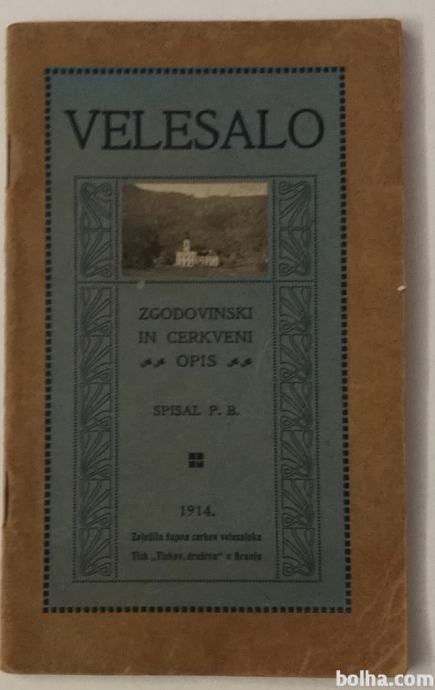 VELESALO
ZGODOVINSKI
IN CERKVENI
OPIS
SPISAL P. B.
1914.
Založila župna cerkev velesalska
Tisk „Tiskov. društva“ v Kranju
bolha.com